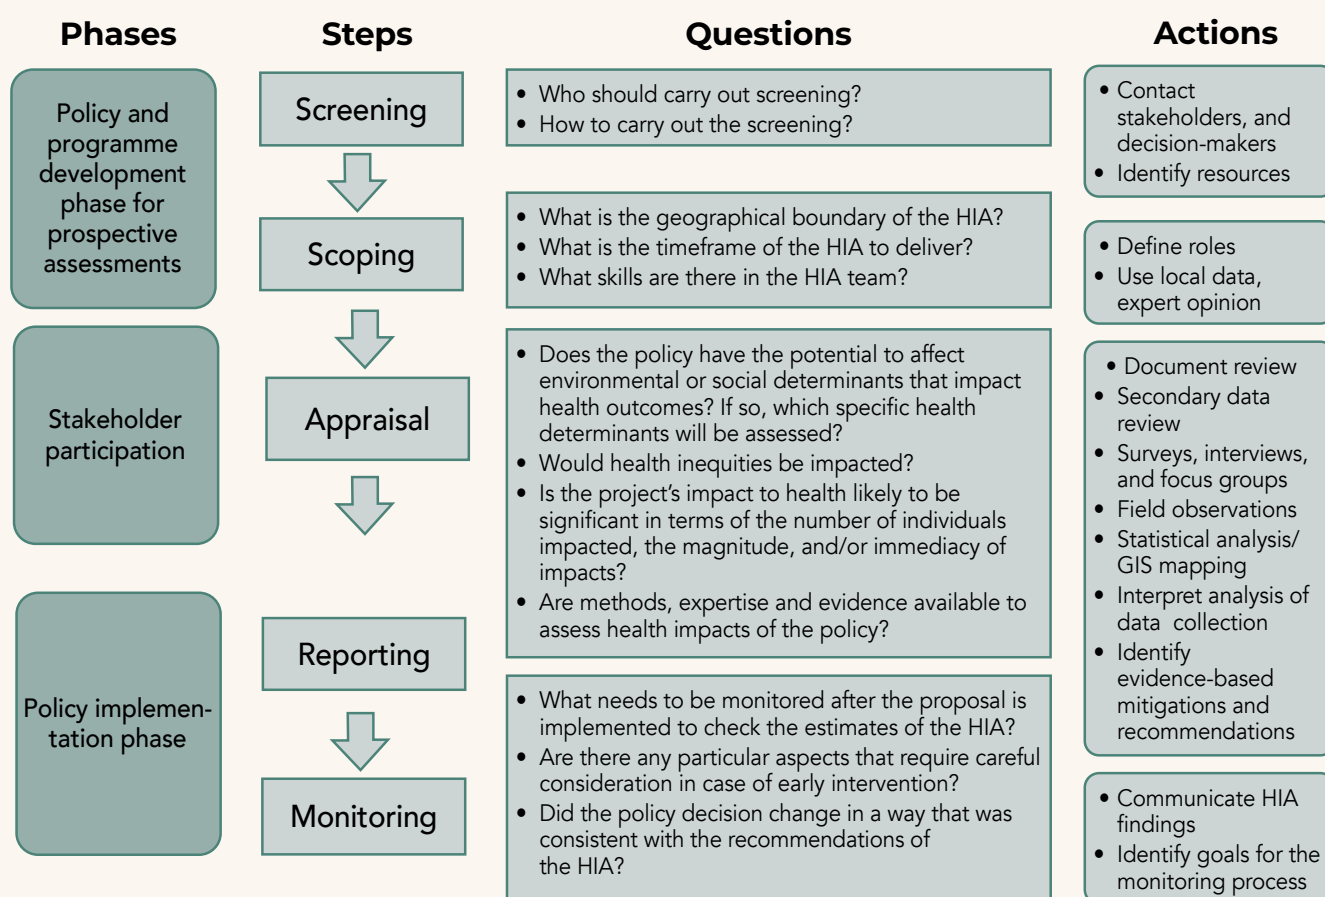 Phases
Steps
Questions
Actions
Policy and
programme
development
phase for
prospective
assessments
Stakeholder
participation
Policy implemen-
tation phase
Screening
Scoping
Appraisal
Reporting
Monitoring
• Who should carry out screening?
• How to carry out the screening?
• What is the geographical boundary of the HIA?
• What is the timeframe of the HIA to deliver?
• What skills are there in the HIA team?
• Does the policy have the potential to affect
environmental or social determinants that impact
health outcomes? If so, which specific health
determinants will be assessed?
• Would health inequities be impacted?
• Is the project’s impact to health likely to be
significant in terms of the number of individuals
impacted, the magnitude, and/or immediacy of
impacts?
• Are methods, expertise and evidence available to
assess health impacts of the policy?
• What needs to be monitored after the proposal is
implemented to check the estimates of the HIA?
• Are there any particular aspects that require careful
consideration in case of early intervention?
• Did the policy decision change in a way that was
consistent with the recommendations of
the HIA?
• Contact
stakeholders, and
decision-makers
• Identify resources
• Define roles
• Use local data,
expert opinion
• Document review
• Secondary data
review
• Surveys, interviews,
and focus groups
• Field observations
• Statistical analysis/
GIS mapping
• Interpret analysis of
data collection
• Identify
evidence-based
mitigations and
recommendations
• Communicate HIA
findings
• Identify goals for the
monitoring process